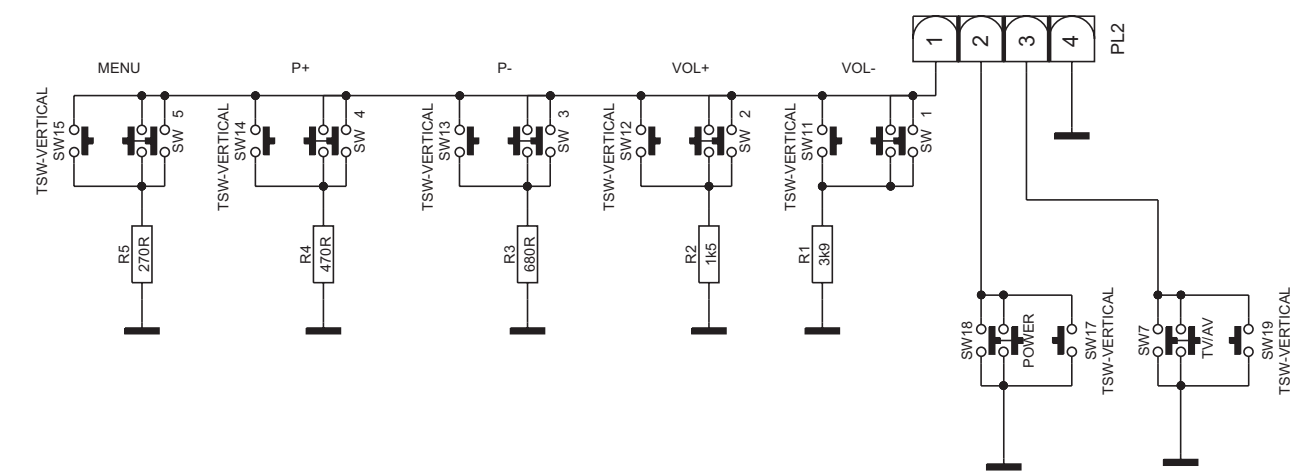 PL2
1
2
3
4
MENU
P+
P-
VOL+
VOL-
TSW-VERTICAL
SW15
SW 5
TSW-VERTICAL
SW14
SW 4
TSW-VERTICAL
SW13
SW 3
TSW-VERTICAL
SW12
SW 2
TSW-VERTICAL
SW11
SW 1
R5
270R
R4
470R
R3
680R
R2
1k5
R1
3k9
SW18
POWER
SW17
TSW-VERTICAL
SW7
TV/AV
SW19
TSW-VERTICAL